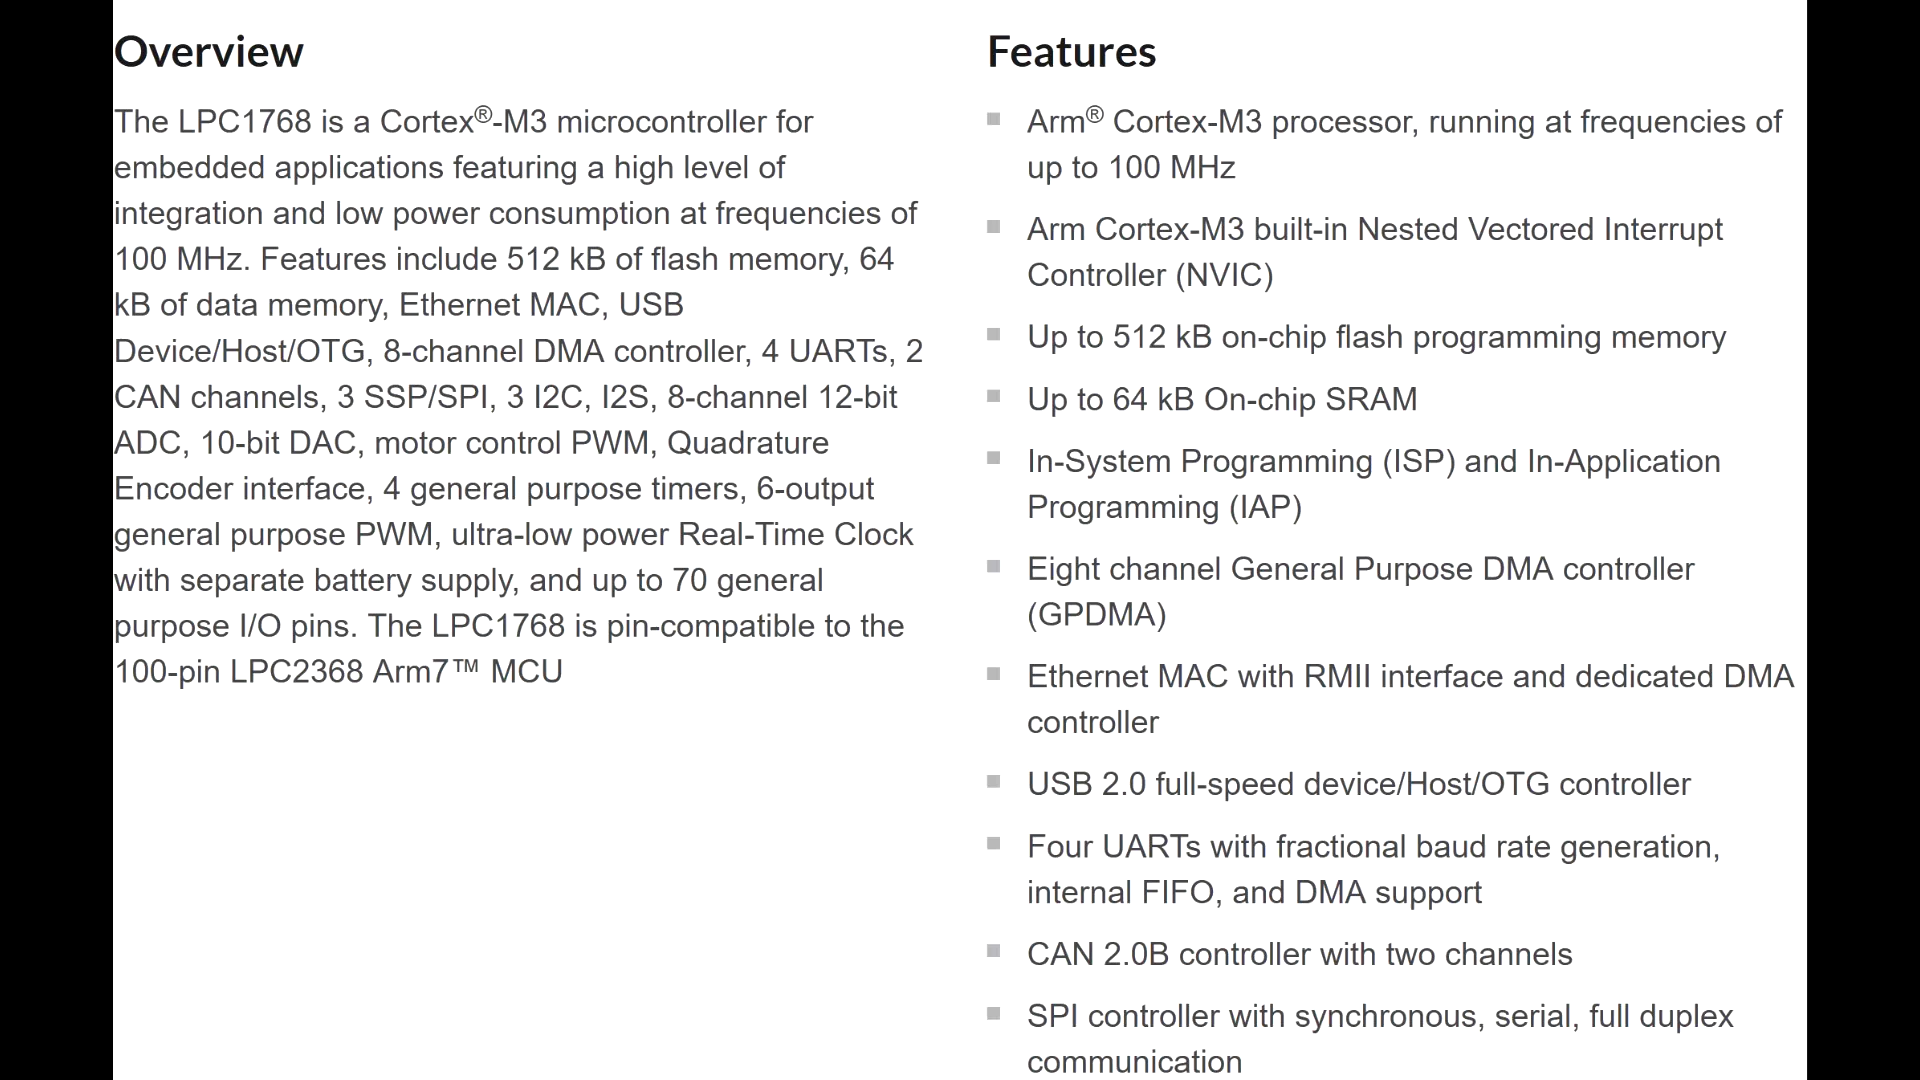 Overview
The LPC1768 is a Cortex®-M3 microcontroller for
embedded applications featuring a high level of
integration and low power consumption at frequencies of
100 MHz. Features include 512 kB of flash memory, 64
kB of data memory, Ethernet MAC, USB
Device/Host/OTG, 8-channel DMA controller, 4 UARTs, 2
CAN channels, 3 SSP/SPI, 3 I2C, I2S, 8-channel 12-bit
ADC, 10-bit DAC, motor control PWM, Quadrature
Encoder interface, 4 general purpose timers, 6-output
general purpose PWM, ultra-low power Real-Time Clock
with separate battery supply, and up to 70 general
purpose I/O pins. The LPC1768 is pin-compatible to the
100-pin LPC2368 Arm7™ MCU
Features
Arm® Cortex-M3 processor, running at frequencies of
up to 100 MHz
Arm Cortex-M3 built-in Nested Vectored Interrupt
Controller (NVIC)
Up to 512 kB on-chip flash programming memory
Up to 64 kB On-chip SRAM
In-System Programming (ISP) and In-Application
Programming (IAP)
Eight channel General Purpose DMA controller
(GPDMA)
Ethernet MAC with RMII interface and dedicated DMA
controller
USB 2.0 full-speed device/Host/OTG controller
Four UARTs with fractional baud rate generation,
internal FIFO, and DMA support
CAN 2.0B controller with two channels
SPI controller with synchronous, serial, full duplex
communication